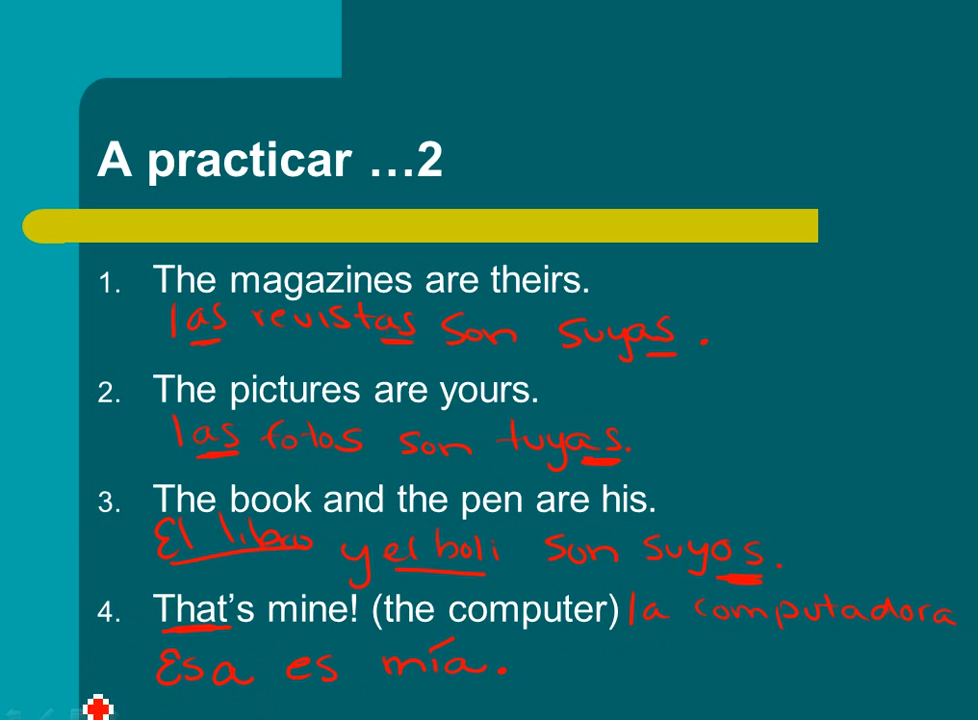 A practicar …2
1. The magazines are theirs.
las revistas son suyas.
2. The pictures are yours.
las fotos son tuyas.
3. The book and the pen are his.
El libro y el boli son suyos.
4. That's mine! (the computer) la computadora
Esa es mía.